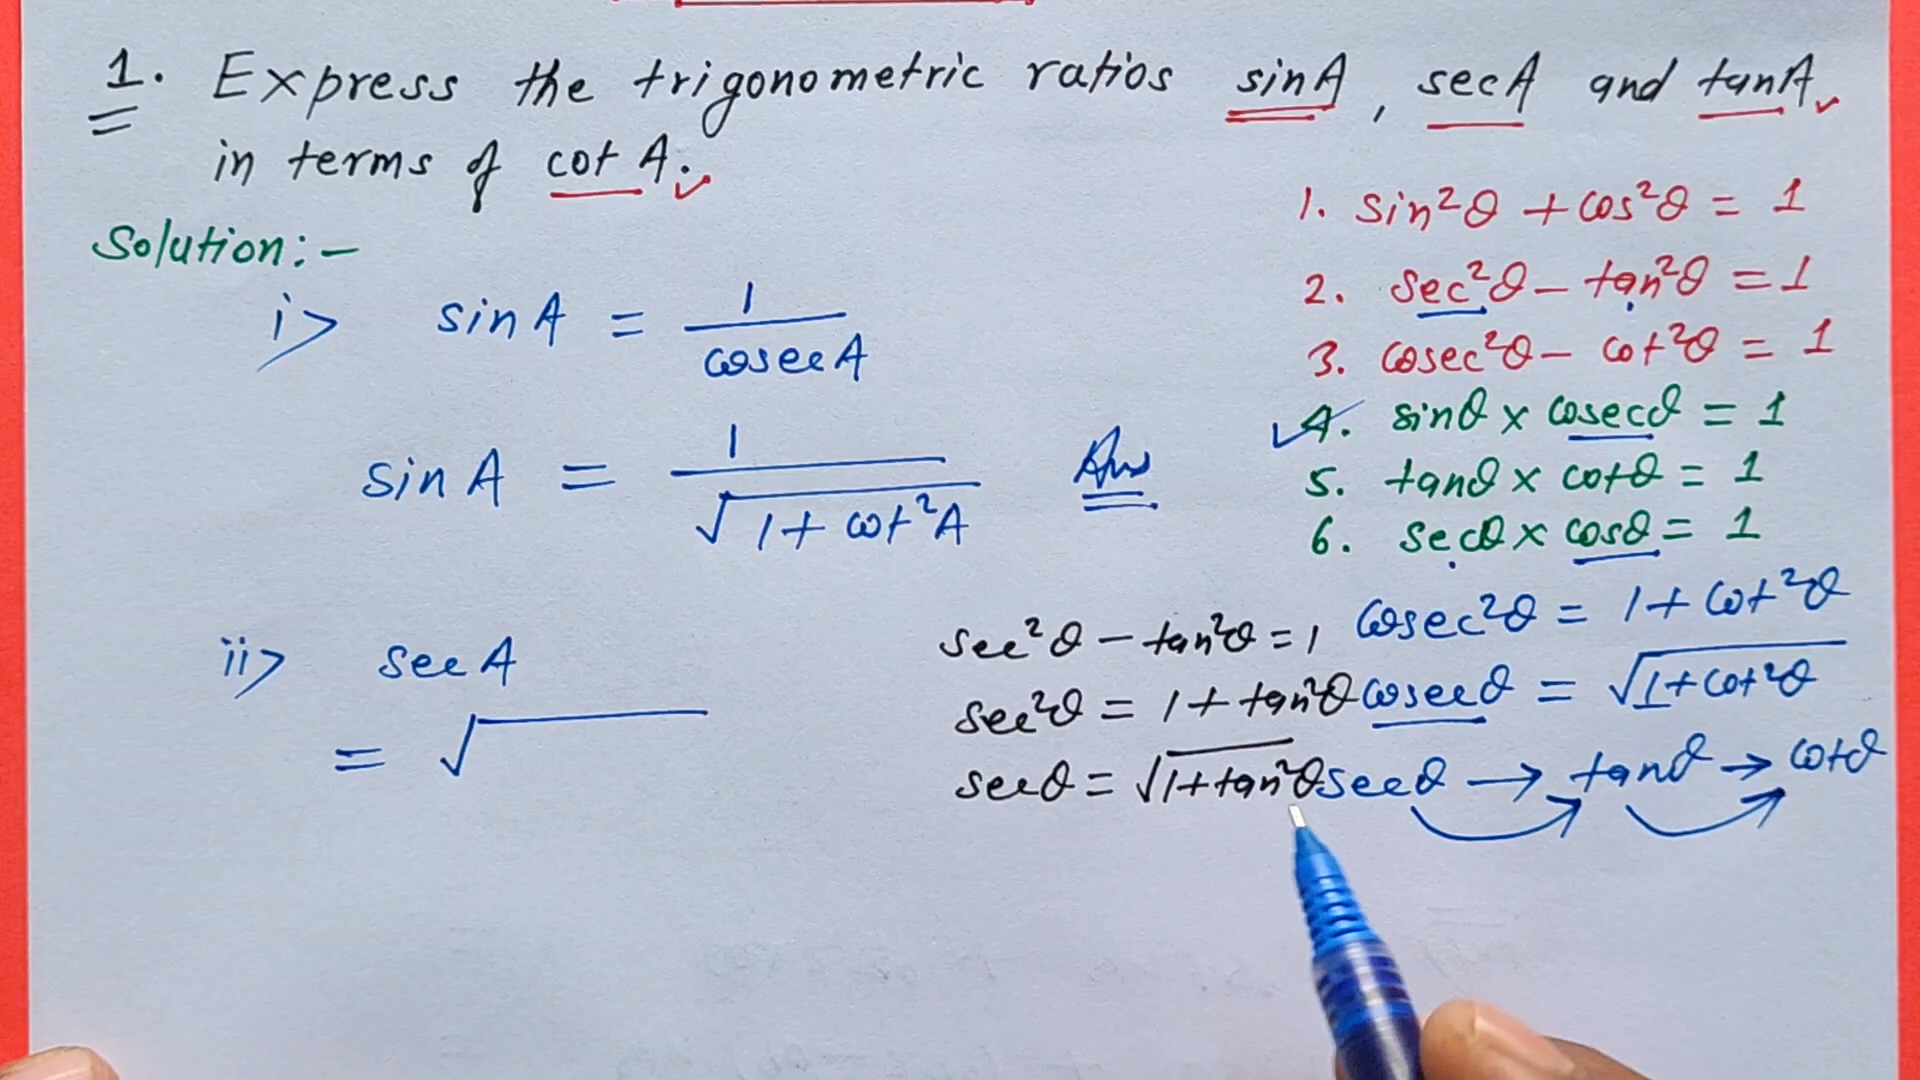 1. Express the trigonometric ratios sinA, secA and tanA
in terms of cot A.
Solution:-
i> sinA = 1/cosecA
sinA = 1/√(1+cot²A) Ans
ii> secA
= √
1. sin²θ + cos²θ = 1
2. sec²θ - tan²θ = 1
3. cosec²θ - cot²θ = 1
4. sinθ × cosecθ = 1
5. tanθ × cotθ = 1
6. secθ × cosθ = 1
cosec²θ = 1 + cot²θ
cosecθ = √(1+cot²θ)
secθ → tanθ → cotθ
sec²θ - tan²θ = 1
sec²θ = 1 + tan²θ
secθ = √(1+tan²θ)